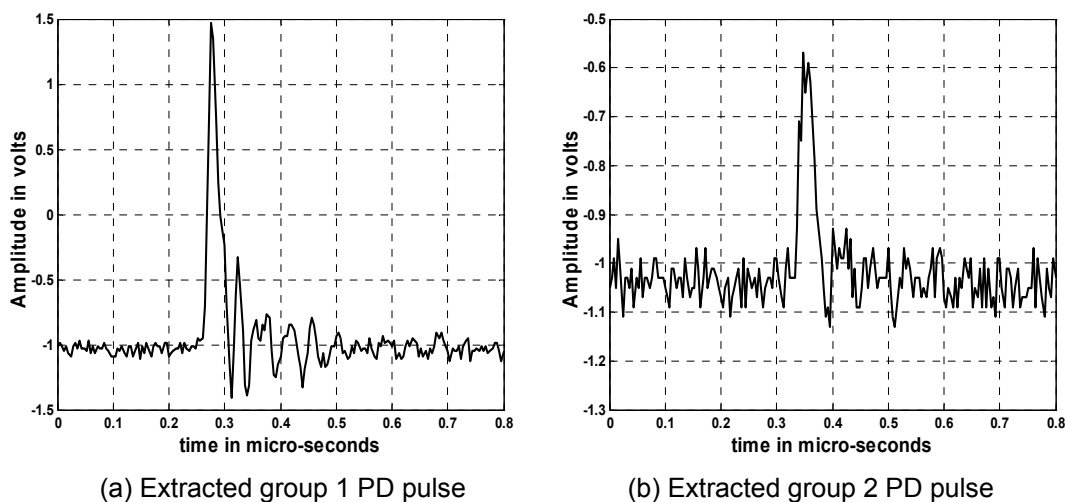 1.5
1
0.5
0
-0.5
-1
-1.5
Amplitude in volts
0 0.1 0.2 0.3 0.4 0.5 0.6 0.7 0.8
time in micro-seconds
(a) Extracted group 1 PD pulse
-0.5
-0.6
-0.7
-0.8
-0.9
-1
-1.1
-1.2
-1.3
Amplitude in volts
0 0.1 0.2 0.3 0.4 0.5 0.6 0.7 0.8
time in micro-seconds
(b) Extracted group 2 PD pulse